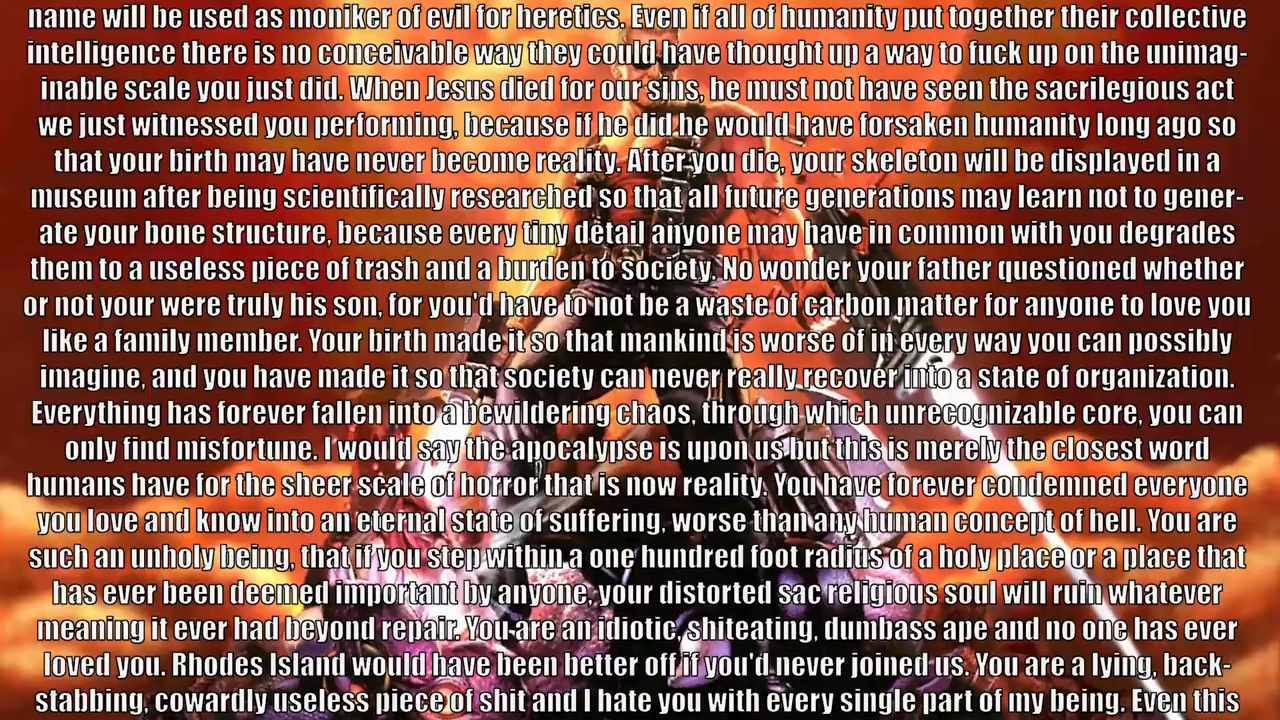 name will be used as moniker of evil for heretics. Even if all of humanity put together their collective
intelligence there is no conceivable way they could have thought up a way to fuck up on the unimag-
inable scale you just did. When Jesus died for our sins, he must not have seen the sacrilegious act
we just witnessed you performing, because if he did he would have forsaken humanity long ago so
that your birth may have never become reality. After you die, your skeleton will be displayed in a
museum after being scientifically researched so that all future generations may learn not to gener-
ate your bone structure, because every tiny detail anyone may have in common with you degrades
them to a useless piece of trash and a burden to society. No wonder your father questioned whether
or not your were truly his son, for you'd have to not be a waste of carbon matter for anyone to love you
like a family member. Your birth made it so that mankind is worse of in every way you can possibly
imagine, and you have made it so that society can never really recover into a state of organization.
Everything has forever fallen into a bewildering chaos, through which unrecognizable core, you can
only find misfortune. I would say the apocalypse is upon us but this is merely the closest word
humans have for the sheer scale of horror that is now reality. You have forever condemned everyone
you love and know into an eternal state of suffering, worse than any human concept of hell. You are
such an unholy being, that if you step within a one hundred foot radius of a holy place or a place that
has ever been deemed important by anyone, your distorted sac religious soul will ruin whatever
meaning it ever had beyond repair. You are an idiotic, shiteating, dumbass ape and no one has ever
loved you. Rhodes Island would have been better off if you'd never joined us. You are a lying, back-
stabbing, cowardly useless piece of shit and I hate you with every single part of my being. Even this